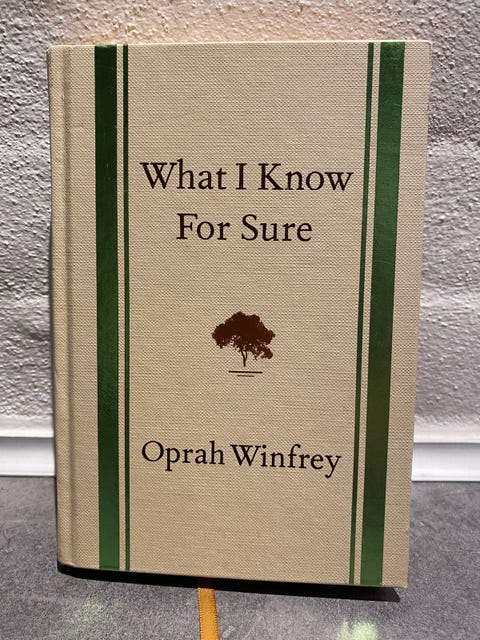 What I Know
For Sure
Oprah Winfrey